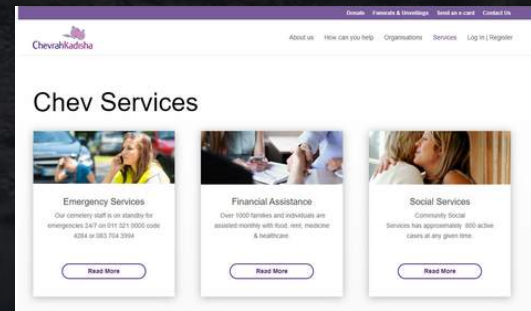 Donate Funerals & Unveilings Send an e-card Contact Us
ChevrahKadisha
About us How can you help Organisations Services Log In | Register
Chev Services
Emergency Services
Our cemetery staff is on standby for
emergencies 24/7 on 011 321 0000 code
4284 or 083 704 3994
Read More
Financial Assistance
Over 1000 families and individuals are
assisted monthly with food, rent, medicine
& healthcare
Read More
Social Services
Community Social
Services has approximately 800 active
cases at any given time.
Read More